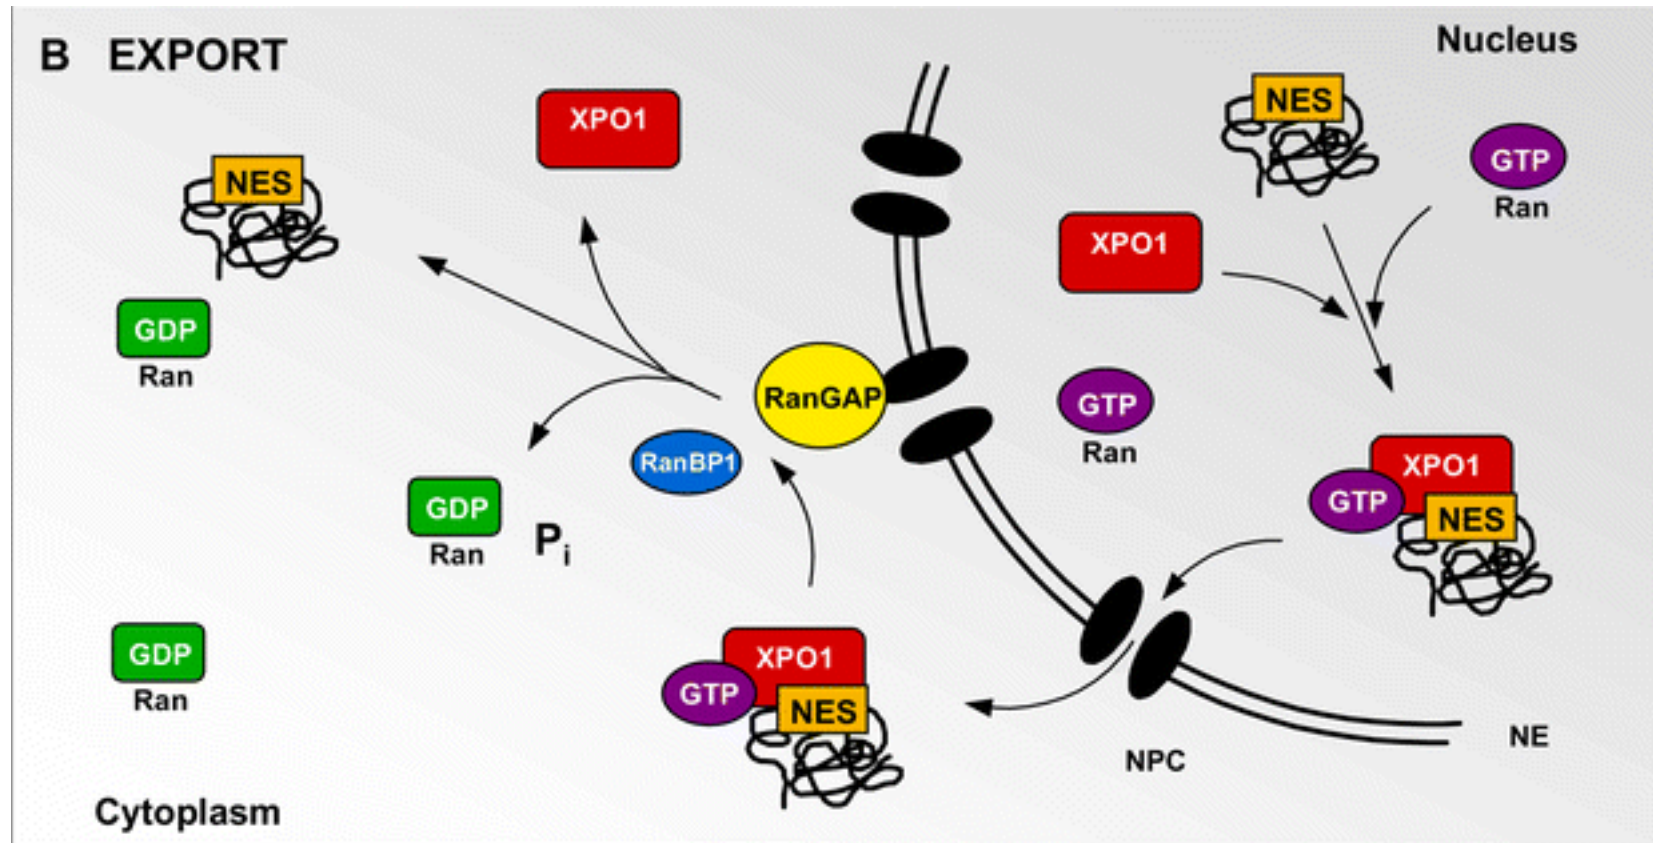 B EXPORT
Nucleus
XPO1
NES
GTP
Ran
NES
XPO1
GDP
Ran
RanGAP
GTP
Ran
RanBP1
XPO1
GTP
NES
GDP
Ran
Pi
XPO1
GTP
NES
GDP
Ran
NPC
NE
Cytoplasm